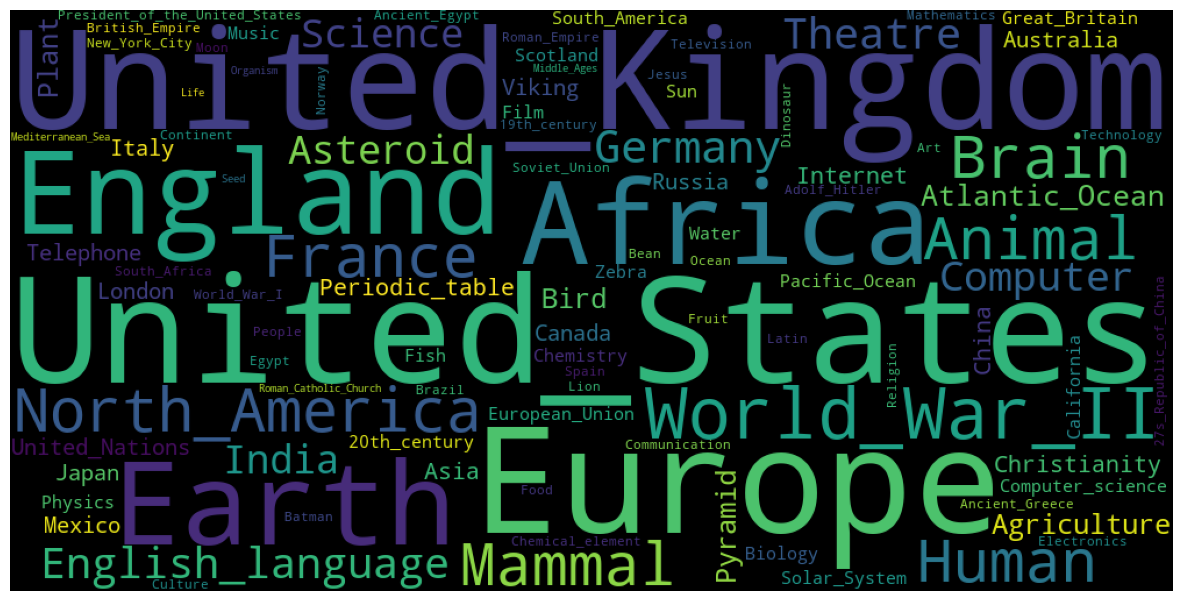 President_of_the_United_States
Ancient_Egypt
South_America
Mathematics
Great_Britain
British_Empire
Music
Science
Roman_Empire
Television
Theatre
Australia
New_York_City
Moon
Scotland
Plant
United_Kingdom
Organism
Norway
Middle_Ages
Jesus
Life
Viking
Sun
Film
19th_century
Dinosaur
Mediterranean_Sea
Continent
Technology
Italy
Asteroid
Germany
Art
Brain
England
Seed
Soviet_Union
Russia
Internet
Adolf_Hitler
Atlantic_Ocean
Africa
Animal
Telephone
France
Water
Bean
Ocean
South_Africa
Zebra
Pacific_Ocean
Computer
London
World_War_I
Periodic_table
Bird
United_States
Fruit
People
Canada
Latin
China
27s_Republic_of_China
Egypt
Fish
Chemistry
Spain
Religion
California
Roman_Catholic_Church
Brazil
Lion
North_America
European_Union
World_War_II
United_Nations
20th_century
Communication
India
Asia
Europe
Christianity
Japan
Earth
Pyramid
Computer_science
Physics
Food
Ancient_Greece
Mexico
Batman
Agriculture
English_language
Chemical_element
Mammal
Biology
Electronics
Human
Culture
Solar_System